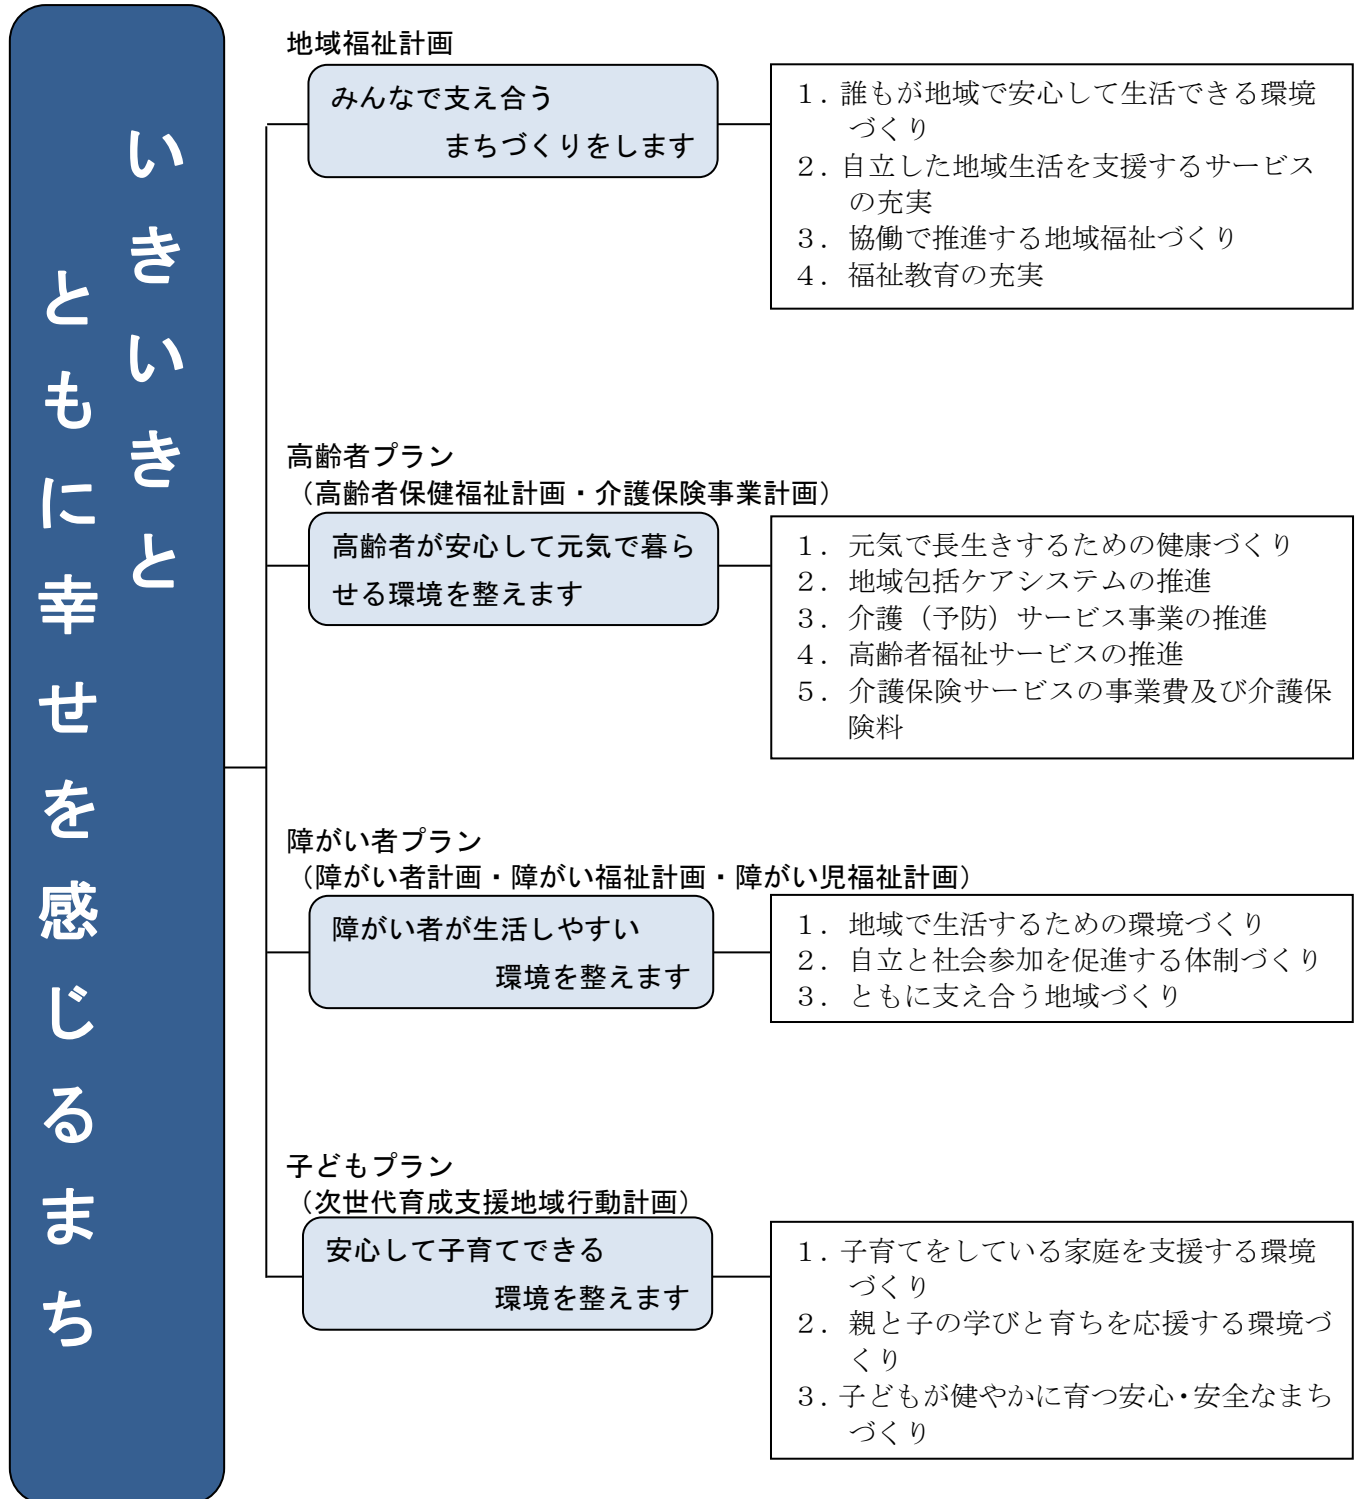 いきいきと
ともに幸せを感じるまち
地域福祉計画
みんなで支え合う
まちづくりをします
１．誰もが地域で安心して生活できる環境
づくり
２．自立した地域生活を支援するサービス
の充実
３．協働で推進する地域福祉づくり
４．福祉教育の充実
高齢者プラン
（高齢者保健福祉計画・介護保険事業計画）
高齢者が安心して元気で暮ら
せる環境を整えます
１．元気で長生きするための健康づくり
２．地域包括ケアシステムの推進
３．介護（予防）サービス事業の推進
４．高齢者福祉サービスの推進
５．介護保険サービスの事業費及び介護保
険料
障がい者プラン
（障がい者計画・障がい福祉計画・障がい児福祉計画）
障がい者が生活しやすい
環境を整えます
１．地域で生活するための環境づくり
２．自立と社会参加を促進する体制づくり
３．ともに支え合う地域づくり
子どもプラン
（次世代育成支援地域行動計画）
安心して子育てできる
環境を整えます
１．子育てをしている家庭を支援する環境
づくり
２．親と子の学びと育ちを応援する環境づ
くり
３．子どもが健やかに育つ安心・安全なまち
づくり